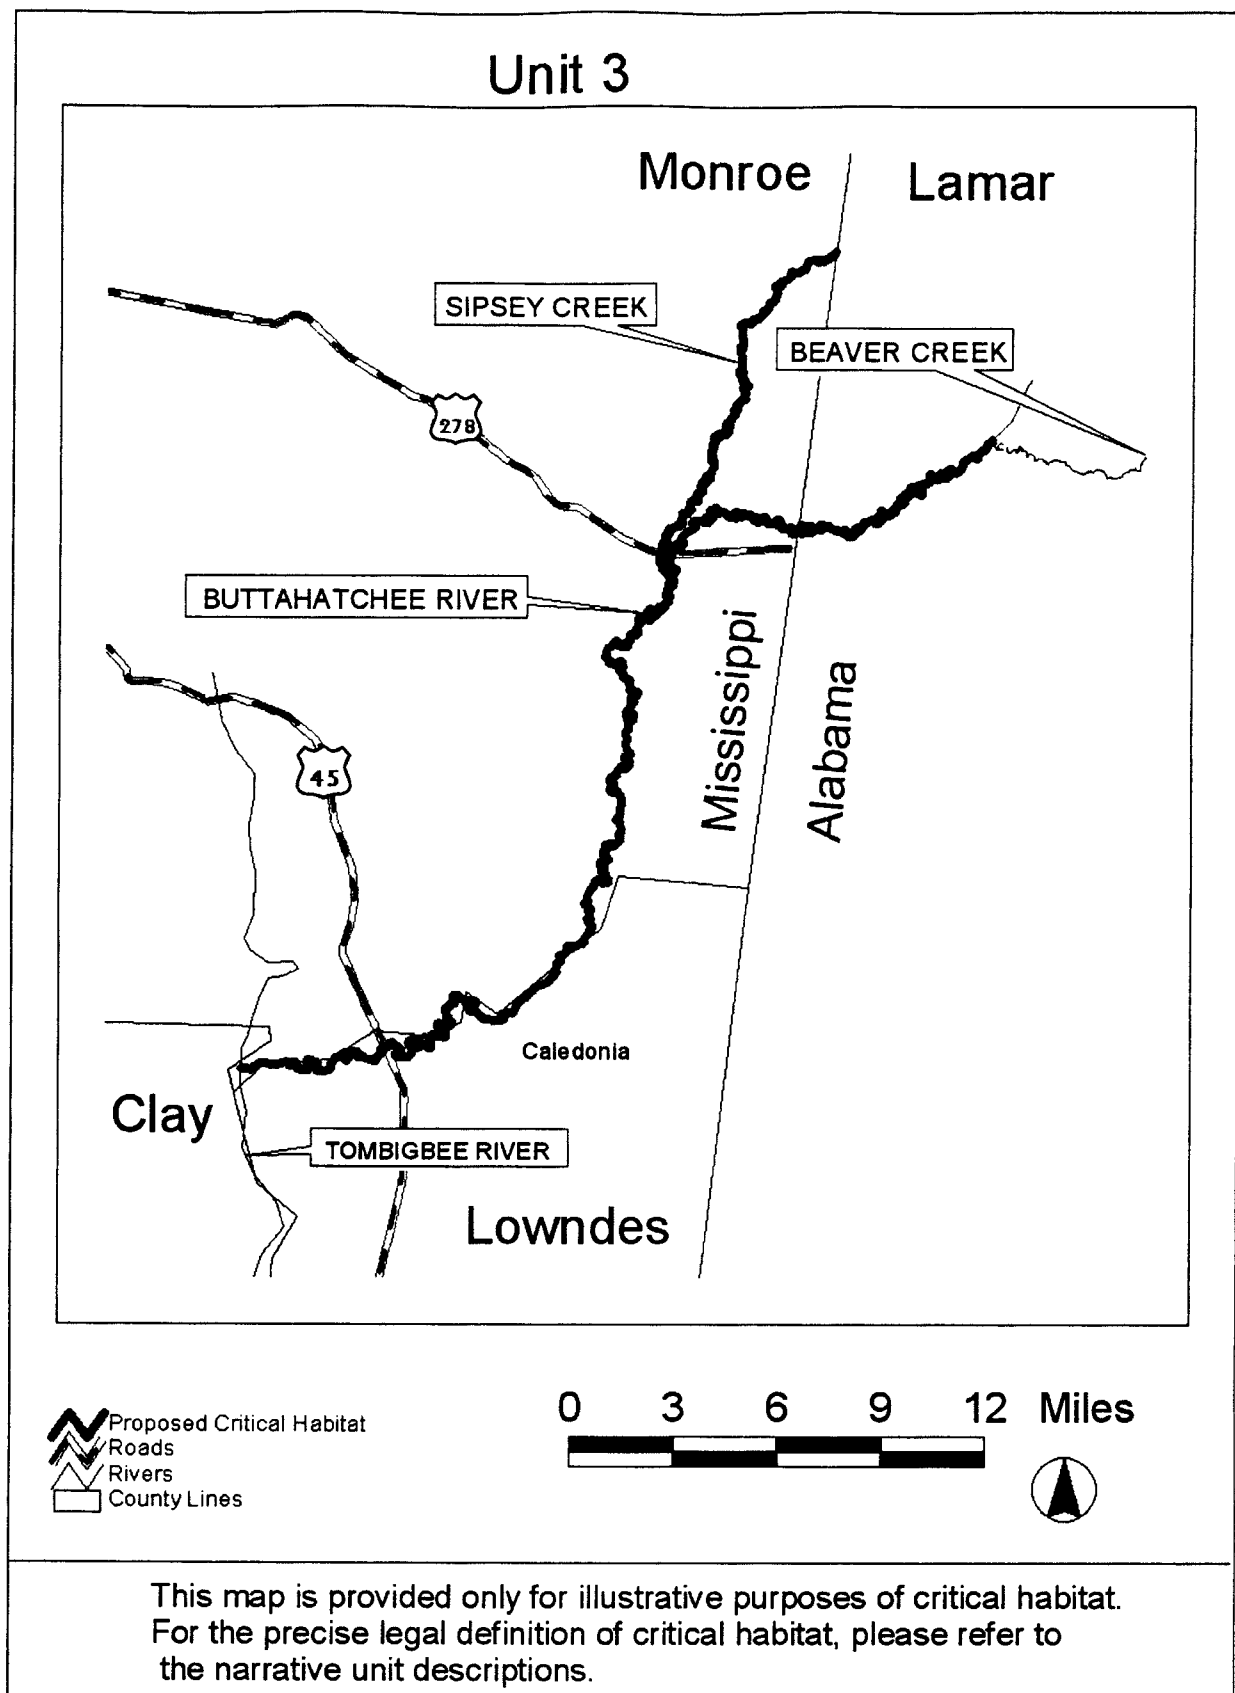 Unit 3
Monroe
Lamar
SIPSEY CREEK
BEAVER CREEK
278
BUTTAHATCHEE RIVER
Mississippi
Alabama
45
Caledonia
Clay
TOMBIGBEE RIVER
Lowndes
0 3 6 9 12 Miles
Proposed Critical Habitat
Roads
Rivers
County Lines
This map is provided only for illustrative purposes of critical habitat.
For the precise legal definition of critical habitat, please refer to
the narrative unit descriptions.